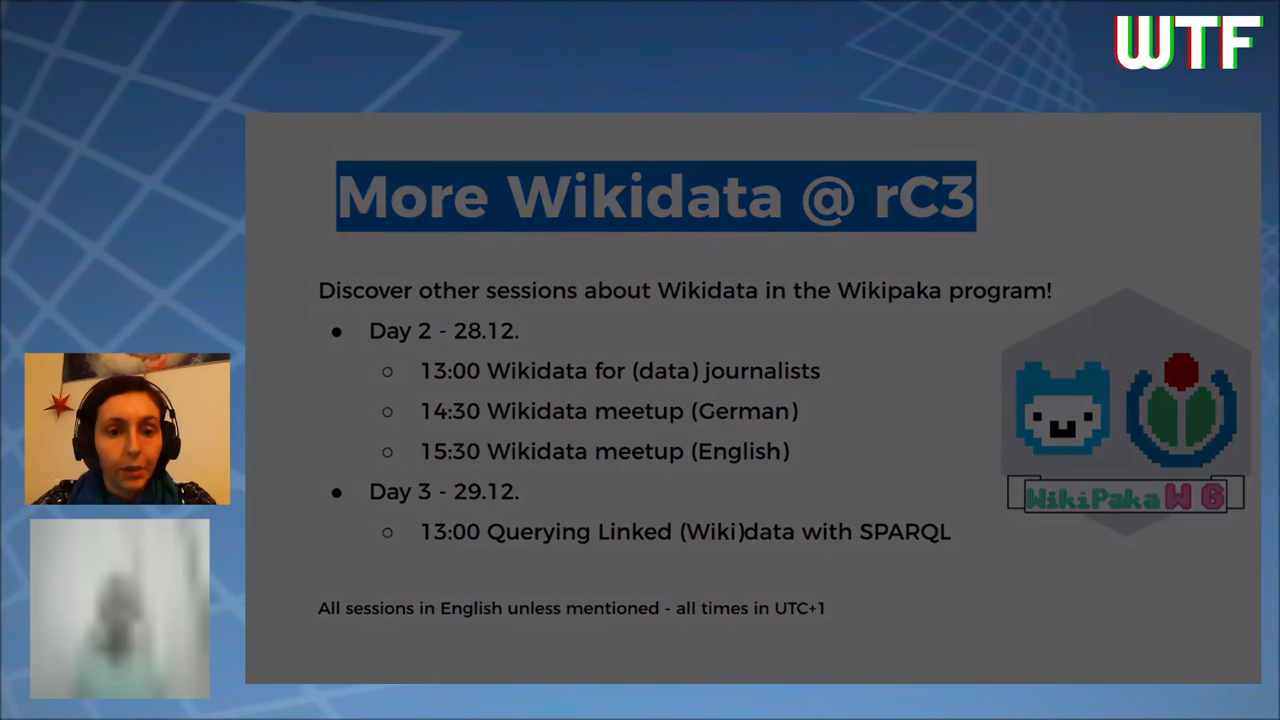 WTF
More Wikidata @ rC3
Discover other sessions about Wikidata in the Wikipaka program!
● Day 2 - 28.12.
○ 13:00 Wikidata for (data) journalists
○ 14:30 Wikidata meetup (German)
○ 15:30 Wikidata meetup (English)
● Day 3 - 29.12.
○ 13:00 Querying Linked (Wiki)data with SPARQL
WikiPaka WG
All sessions in English unless mentioned - all times in UTC+1